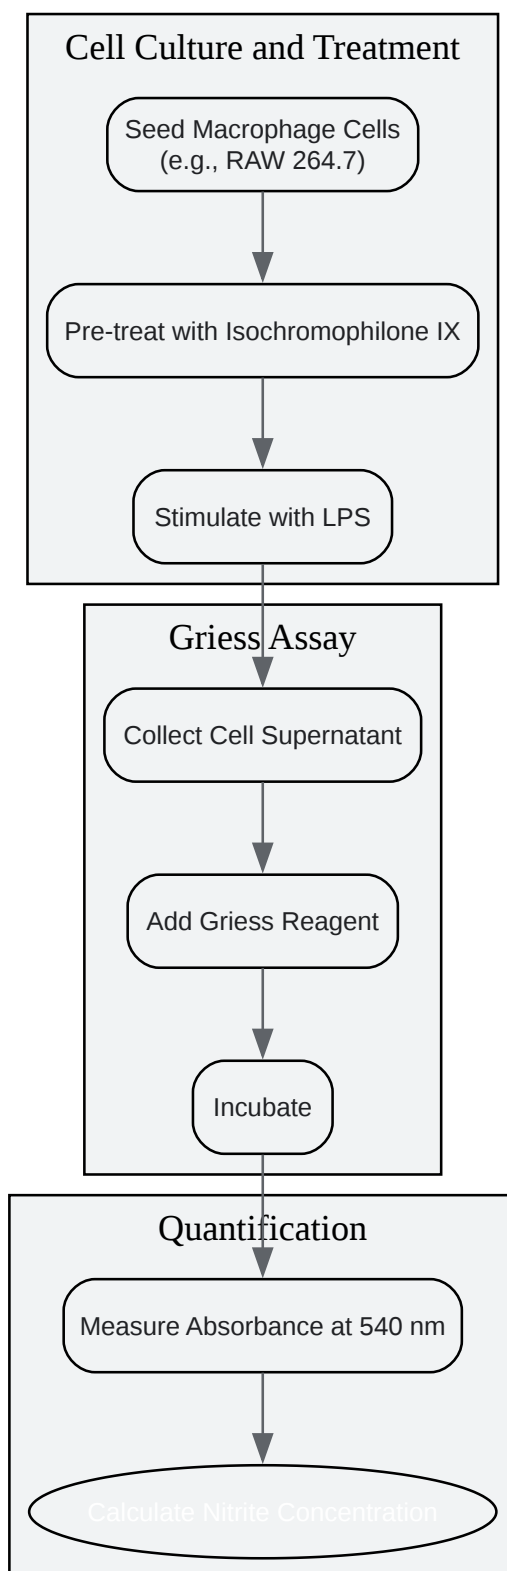 Cell Culture and Treatment
Seed Macrophage Cells
(e.g., RAW 264.7)
Pre-treat with Isochromophilone IX
Stimulate with LPS
Griess Assay
Collect Cell Supernatant
Add Griess Reagent
Incubate
Quantification
Measure Absorbance at 540 nm
Calculate Nitrite Concentration